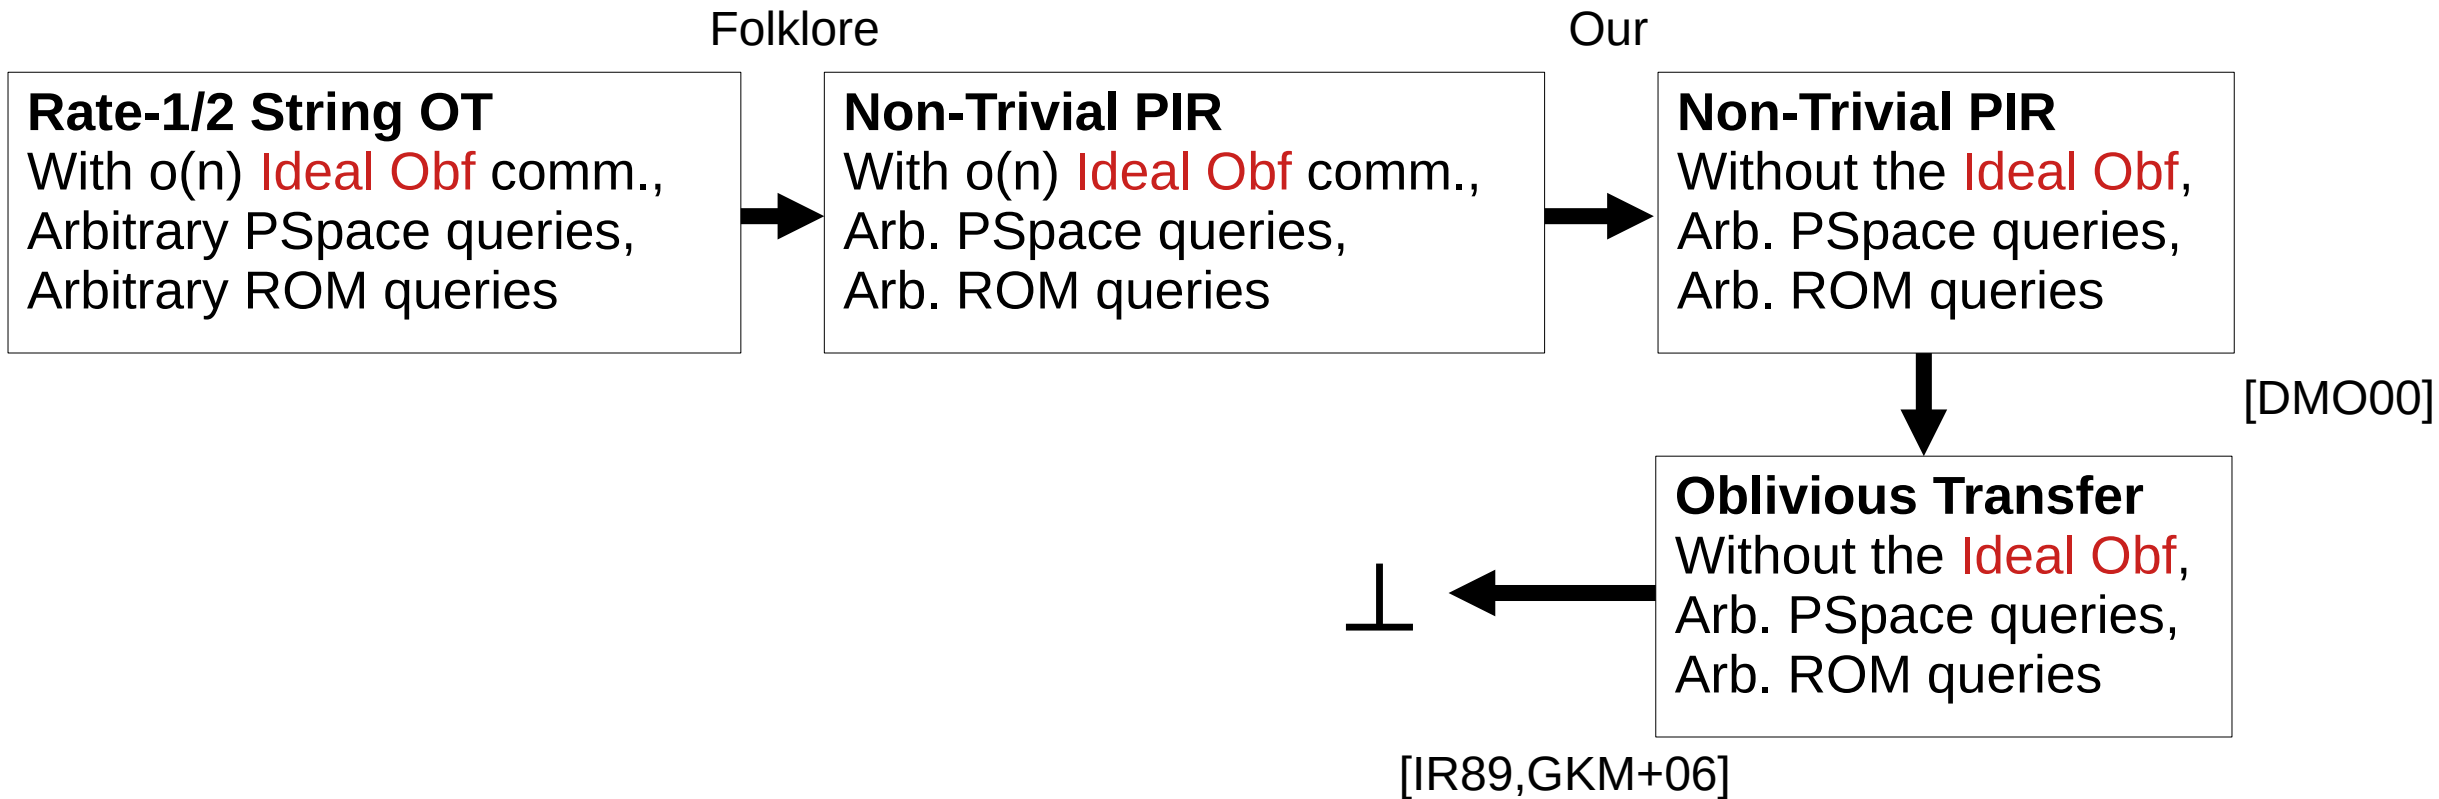 Folklore
Our
Rate-1/2 String OT
With o(n) Ideal Obf comm.,
Arbitrary PSpace queries,
Arbitrary ROM queries
Non-Trivial PIR
With o(n) Ideal Obf comm.,
Arb. PSpace queries,
Arb. ROM queries
Non-Trivial PIR
Without the Ideal Obf,
Arb. PSpace queries,
Arb. ROM queries
[DMO00]
Oblivious Transfer
Without the Ideal Obf,
Arb. PSpace queries,
Arb. ROM queries
⊥
[IR89,GKM+06]